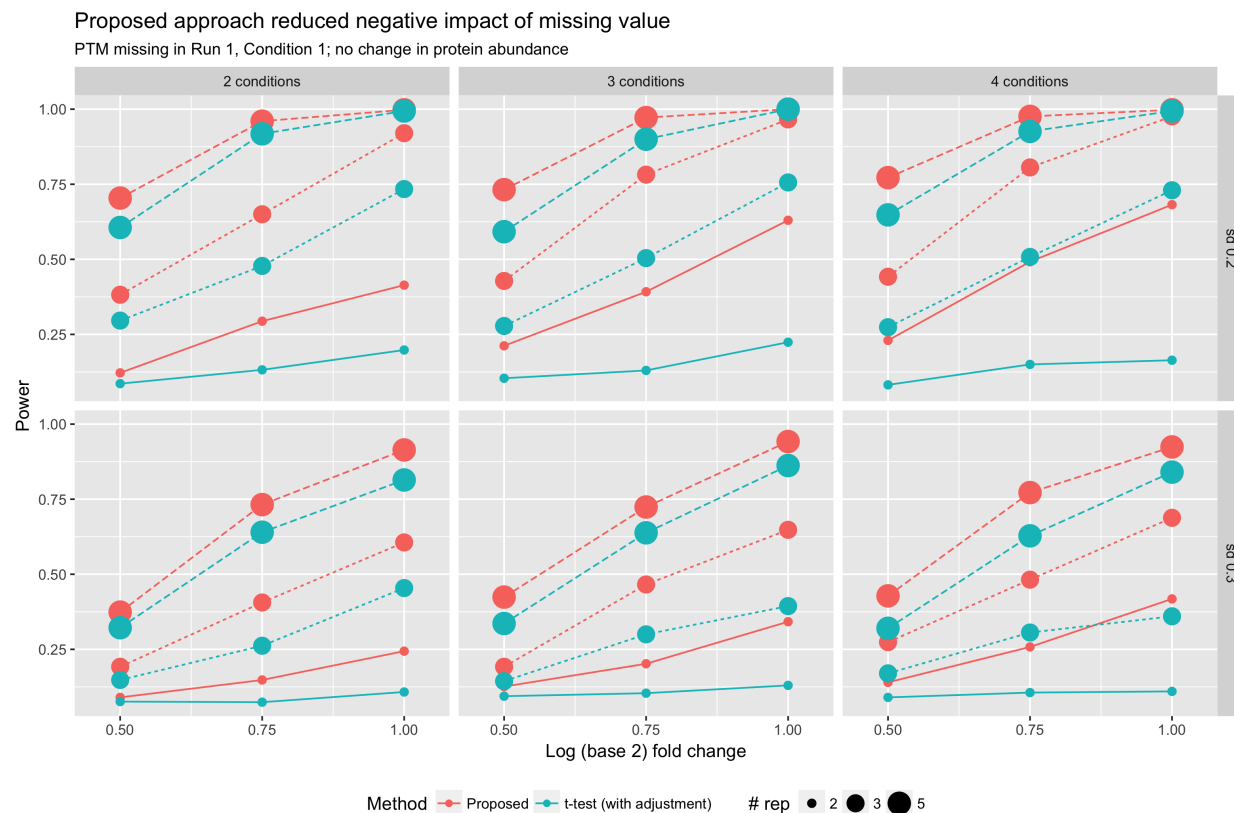 Proposed approach reduced negative impact of missing value
PTM missing in Run 1, Condition 1; no change in protein abundance
2 conditions
3 conditions
4 conditions
1.00
0.75
0.50
0.25
sd 0.2
1.00
0.75
0.50
0.25
sd 0.3
Power
0.50 0.75 1.00
0.50 0.75 1.00
0.50 0.75 1.00
Log (base 2) fold change
Method Proposed t-test (with adjustment) # rep 2 3 5